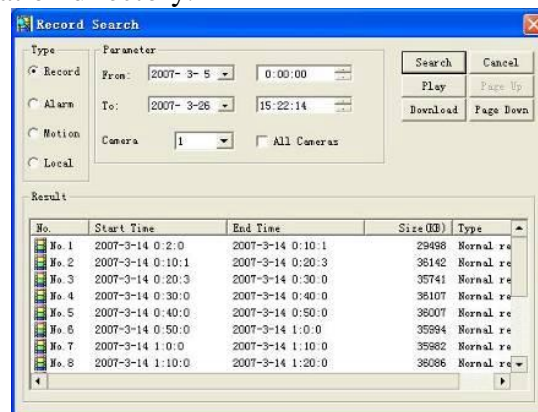 Record Search
Type
Record
Alarm
Motion
Local
Parameter
From: 2007- 3- 5 0:00:00
To: 2007- 3-26 15:22:14
Camera 1 All Cameras
Search Cancel
Play Page Up
Download Page Down
Result
No. Start Time End Time Size(KB) Type
No. 1 2007-3-14 0:2:0 2007-3-14 0:10:1 29498 Normal re
No. 2 2007-3-14 0:10:1 2007-3-14 0:20:3 36142 Normal re
No. 3 2007-3-14 0:20:3 2007-3-14 0:30:0 35741 Normal re
No. 4 2007-3-14 0:30:0 2007-3-14 0:40:0 36107 Normal re
No. 5 2007-3-14 0:40:0 2007-3-14 0:50:0 36007 Normal re
No. 6 2007-3-14 0:50:0 2007-3-14 1:0:0 35994 Normal re
No. 7 2007-3-14 1:0:0 2007-3-14 1:10:0 35982 Normal re
No. 8 2007-3-14 1:10:0 2007-3-14 1:20:0 36086 Normal re